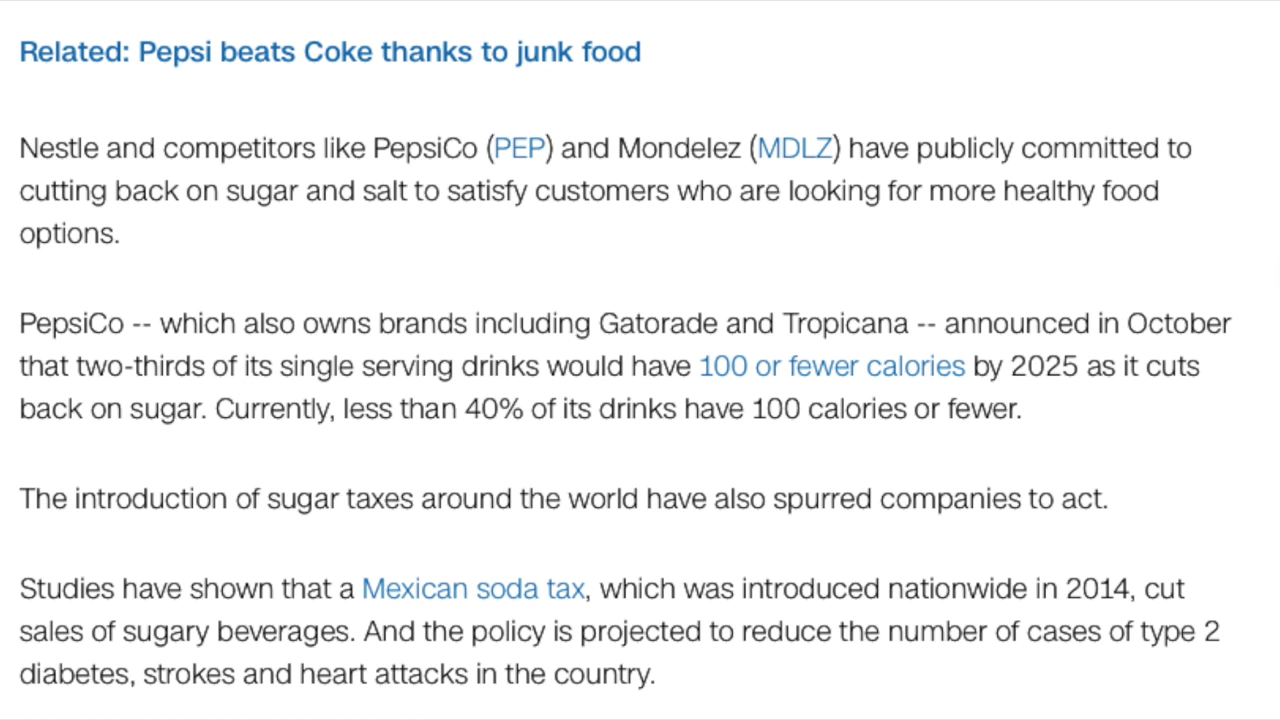 Related: Pepsi beats Coke thanks to junk food
Nestle and competitors like PepsiCo (PEP) and Mondelez (MDLZ) have publicly committed to
cutting back on sugar and salt to satisfy customers who are looking for more healthy food
options.
PepsiCo -- which also owns brands including Gatorade and Tropicana -- announced in October
that two-thirds of its single serving drinks would have 100 or fewer calories by 2025 as it cuts
back on sugar. Currently, less than 40% of its drinks have 100 calories or fewer.
The introduction of sugar taxes around the world have also spurred companies to act.
Studies have shown that a Mexican soda tax, which was introduced nationwide in 2014, cut
sales of sugary beverages. And the policy is projected to reduce the number of cases of type 2
diabetes, strokes and heart attacks in the country.